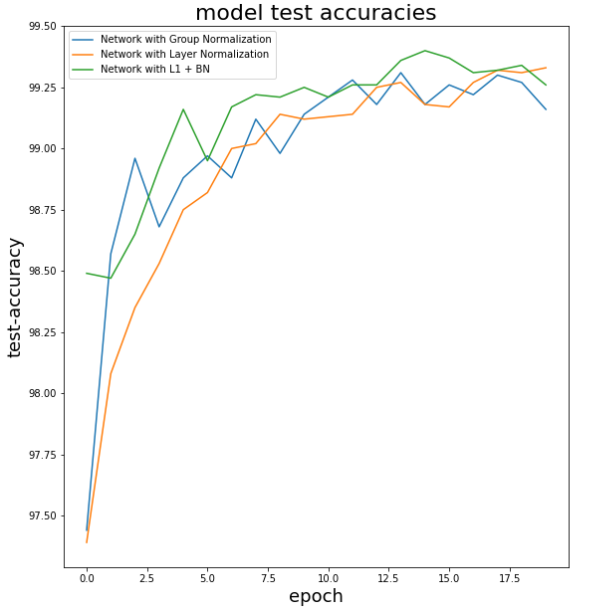 model test accuracies
99.50
Network with Group Normalization
Network with Layer Normalization
Network with L1 + BN
99.25
99.00
98.75
98.50
98.25
98.00
97.75
97.50
test-accuracy
0.0 2.5 5.0 7.5 10.0 12.5 15.0 17.5
epoch